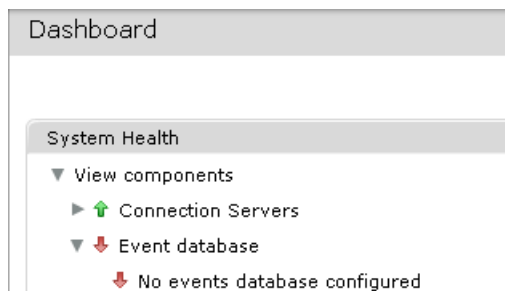 Dashboard
System Health
View components
Connection Servers
Event database
No events database configured